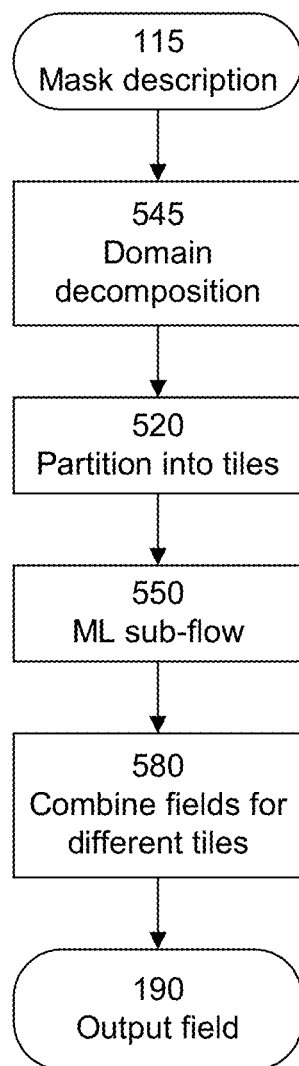 115
Mask description
545
Domain
decomposition
520
Partition into tiles
550
ML sub-flow
580
Combine fields for
different tiles
190
Output field